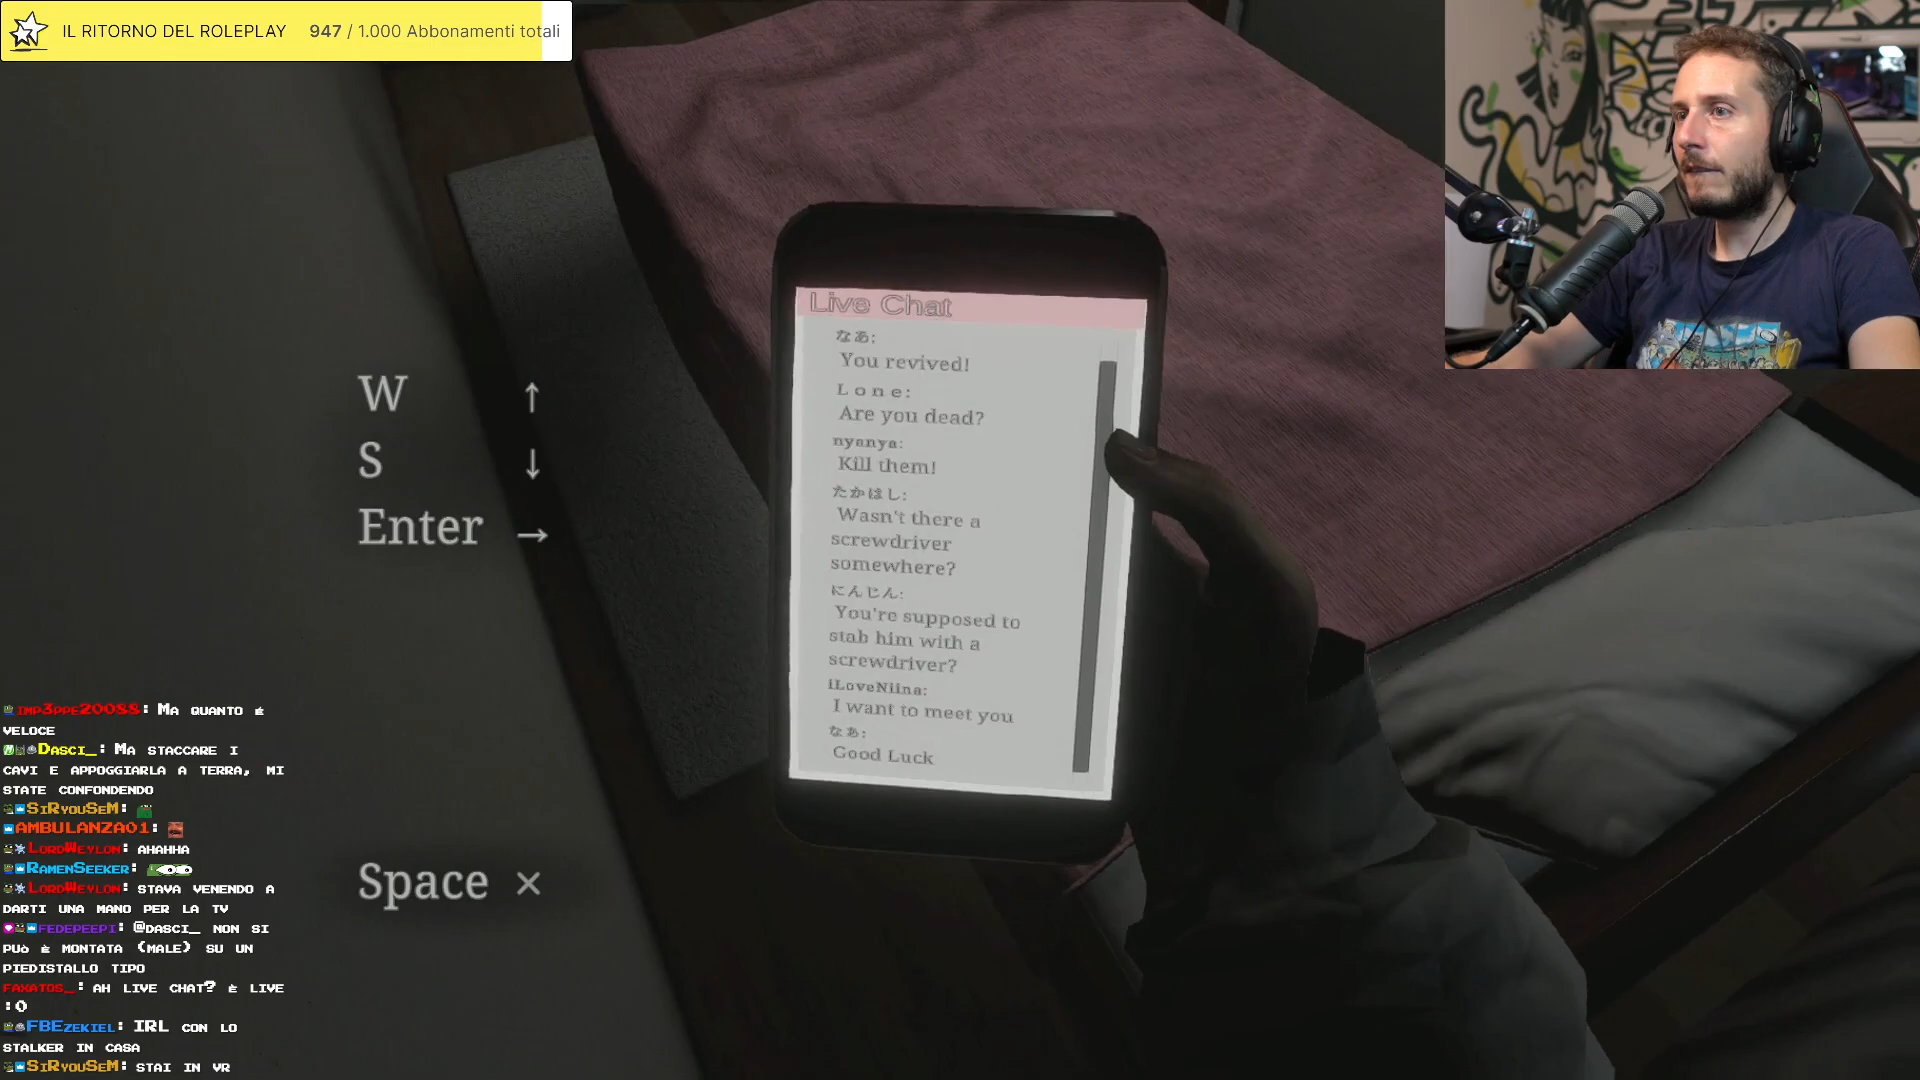 IL RITORNO DEL ROLEPLAY 947 / 1.000 Abbonamenti totali
Live Chat
なあ:
You revived!
Lone:
Are you dead?
nyanya:
Kill them!
たかはし:
Wasn't there a
screwdriver
somewhere?
にんじん:
You're supposed to
stab him with a
screwdriver?
iLoveNiina:
I want to meet you
なあ:
Good Luck
W ↑
S ↓
Enter →
Space ×
IMP3PPE20088: MA QUANTO È
VELOCE
DASCI_: MA STACCARE I
CAVI E APPOGGIARLA A TERRA, MI
STATE CONFONDENDO
SIRYOUSEM:
AMBULANZA01:
LORDWEYLON: AHAHHA
RAMENSEEKER:
LORDWEYLON: STAVA VENENDO A
DARTI UNA MANO PER LA TV
FEDEPEEPI: @DASCI_ NON SI
PUÒ È MONTATA (MALE) SU UN
PIEDISTALLO TIPO
FAXATOS_: AH LIVE CHAT? È LIVE
:O
FBEZEKIEL: IRL CON LO
STALKER IN CASA
SIRYOUSEM: STAI IN VR